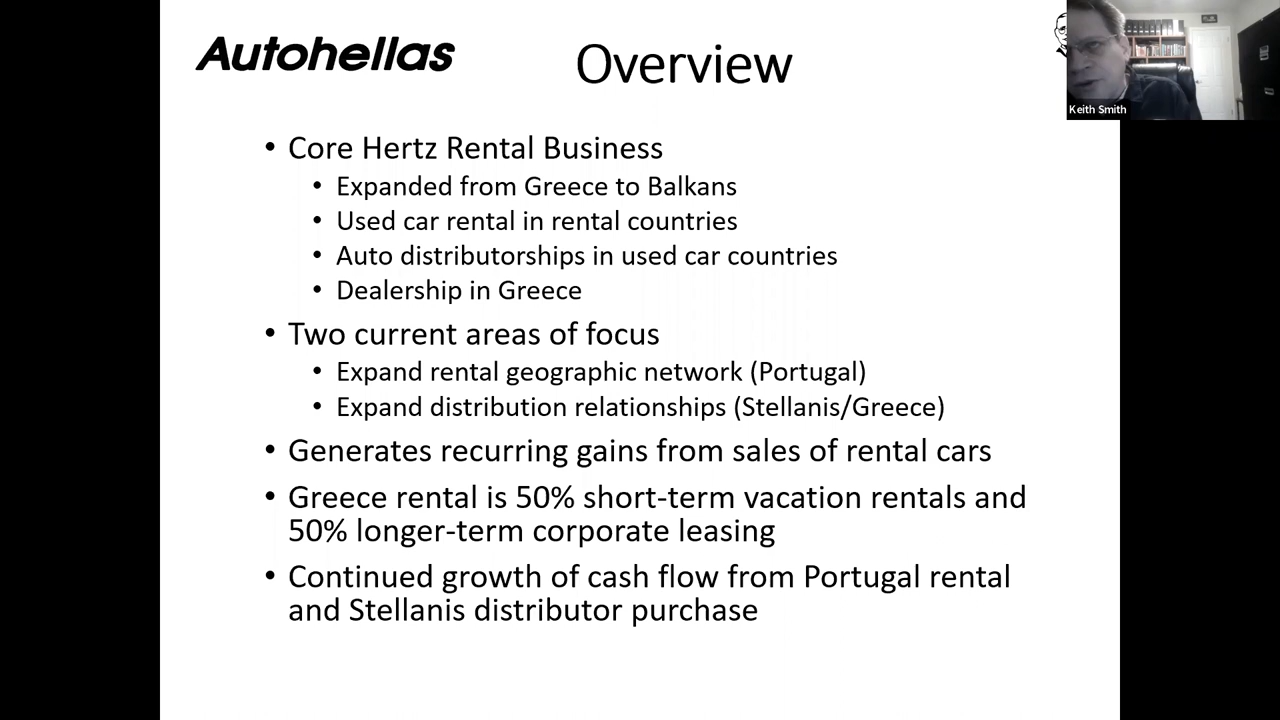 Autohellas
Overview
Keith Smith
• Core Hertz Rental Business
• Expanded from Greece to Balkans
• Used car rental in rental countries
• Auto distributorships in used car countries
• Dealership in Greece
• Two current areas of focus
• Expand rental geographic network (Portugal)
• Expand distribution relationships (Stellanis/Greece)
• Generates recurring gains from sales of rental cars
• Greece rental is 50% short-term vacation rentals and
50% longer-term corporate leasing
• Continued growth of cash flow from Portugal rental
and Stellanis distributor purchase